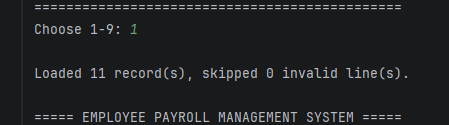 ==============================================
Choose 1-9: 1
Loaded 11 record(s), skipped 0 invalid line(s).
===== EMPLOYEE PAYROLL MANAGEMENT SYSTEM =====